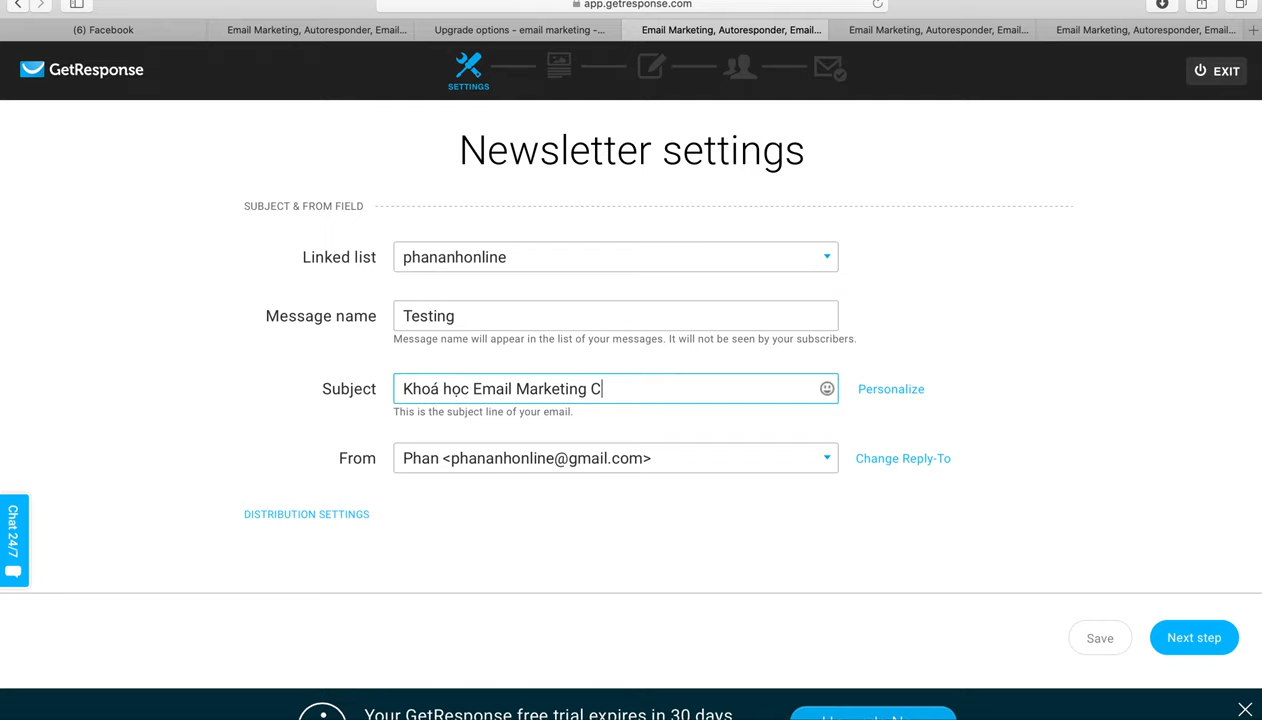 app.getresponse.com
(6) Facebook
Email Marketing, Autoresponder, Email...
Upgrade options - email marketing -...
Email Marketing, Autoresponder, Email...
Email Marketing, Autoresponder, Email...
Email Marketing, Autoresponder, Email...
GetResponse
SETTINGS
EXIT
Newsletter settings
SUBJECT & FROM FIELD
Linked list
phananhonline
Message name
Testing
Message name will appear in the list of your messages. It will not be seen by your subscribers.
Subject
Khoá học Email Marketing C
Personalize
This is the subject line of your email.
From
Phan <phananhonline@gmail.com>
Change Reply-To
DISTRIBUTION SETTINGS
Chat 24/7
Save
Next step
Your GetResponse free trial expires in 30 days